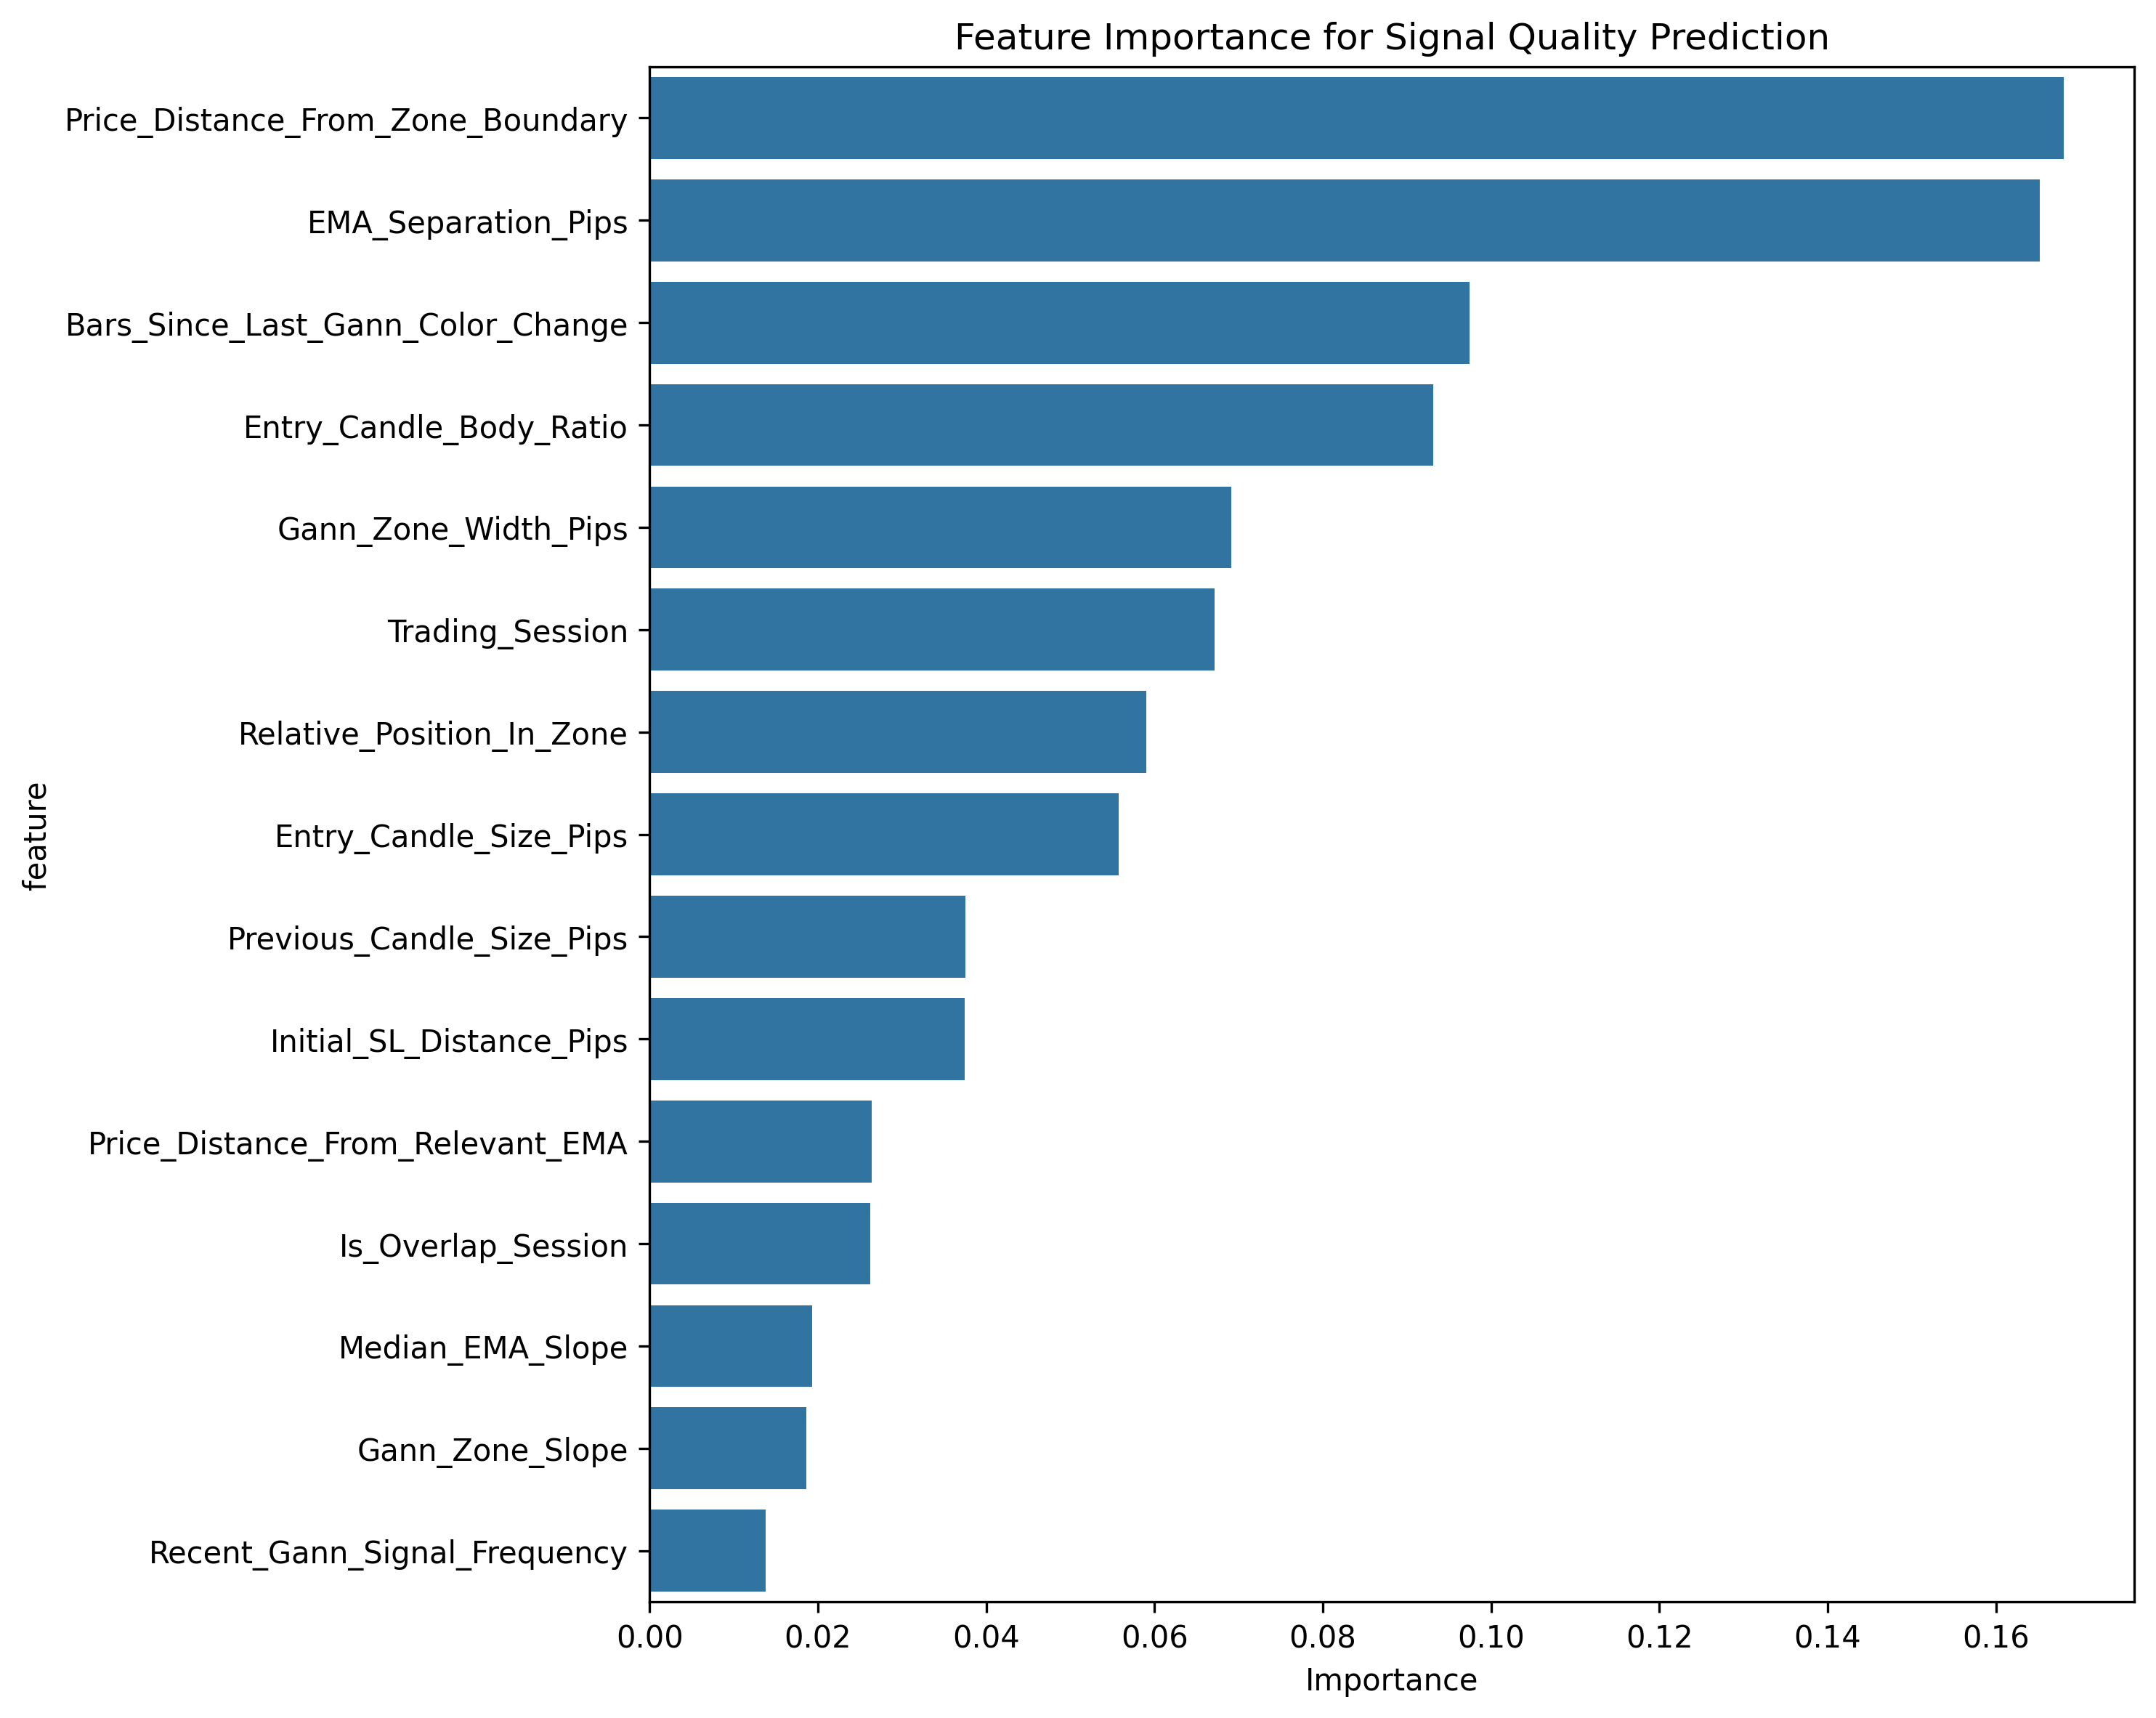 Feature Importance for Signal Quality Prediction
Price_Distance_From_Zone_Boundary
EMA_Separation_Pips
Bars_Since_Last_Gann_Color_Change
Entry_Candle_Body_Ratio
Gann_Zone_Width_Pips
Trading_Session
Relative_Position_In_Zone
Entry_Candle_Size_Pips
Previous_Candle_Size_Pips
Initial_SL_Distance_Pips
Price_Distance_From_Relevant_EMA
Is_Overlap_Session
Median_EMA_Slope
Gann_Zone_Slope
Recent_Gann_Signal_Frequency
feature
0.00 0.02 0.04 0.06 0.08 0.10 0.12 0.14 0.16
Importance